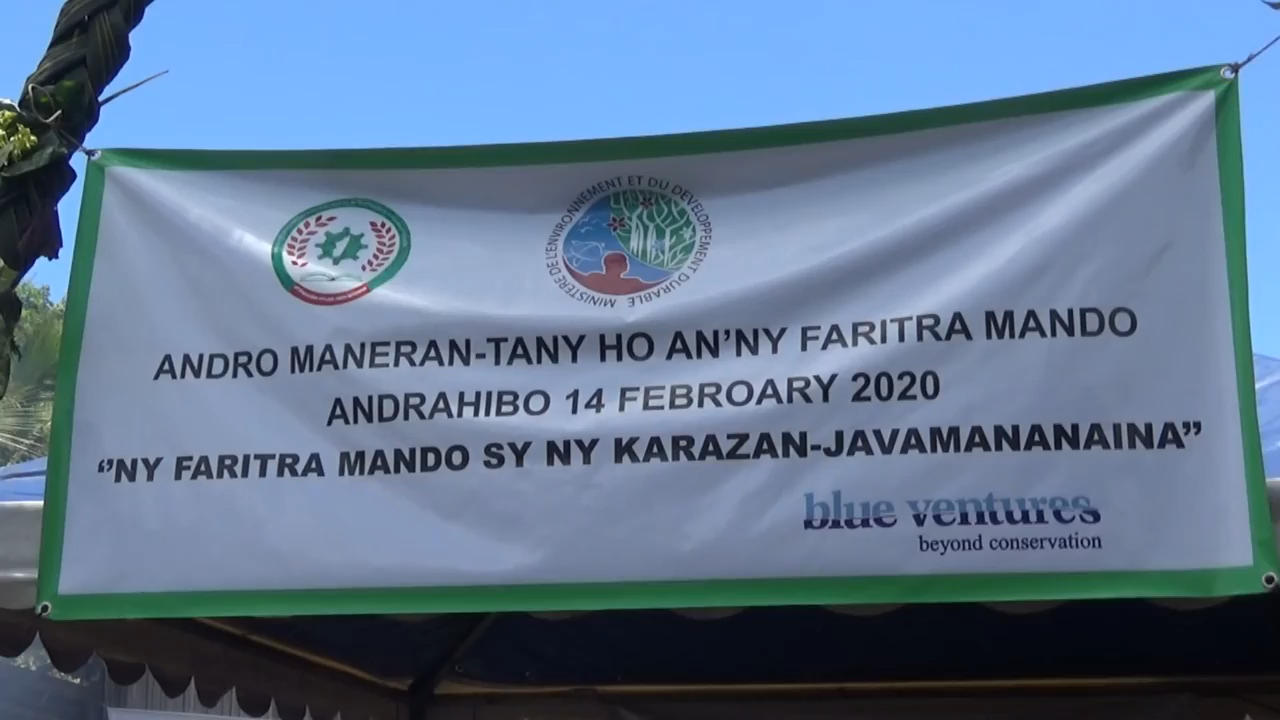 MINISTÈRE DE L'ENVIRONNEMENT ET DU DEVELOPPEMENT DURABLE
ANDRO MANERAN-TANY HO AN'NY FARITRA MANDO
ANDRAHIBO 14 FEBROARY 2020
‘’NY FARITRA MANDO SY NY KARAZAN-JAVAMANANAINA”
blue ventures
beyond conservation